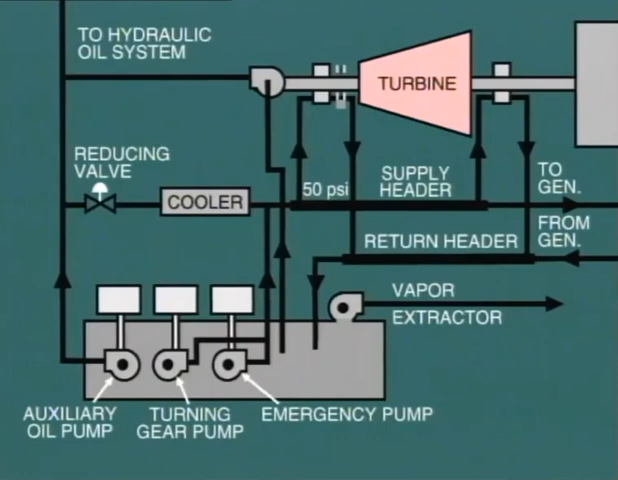 TO HYDRAULIC
OIL SYSTEM
TURBINE
REDUCING
VALVE
COOLER
50 psi
SUPPLY
HEADER
TO
GEN.
FROM
GEN.
RETURN HEADER
VAPOR
EXTRACTOR
AUXILIARY
OIL PUMP
TURNING
GEAR PUMP
EMERGENCY PUMP